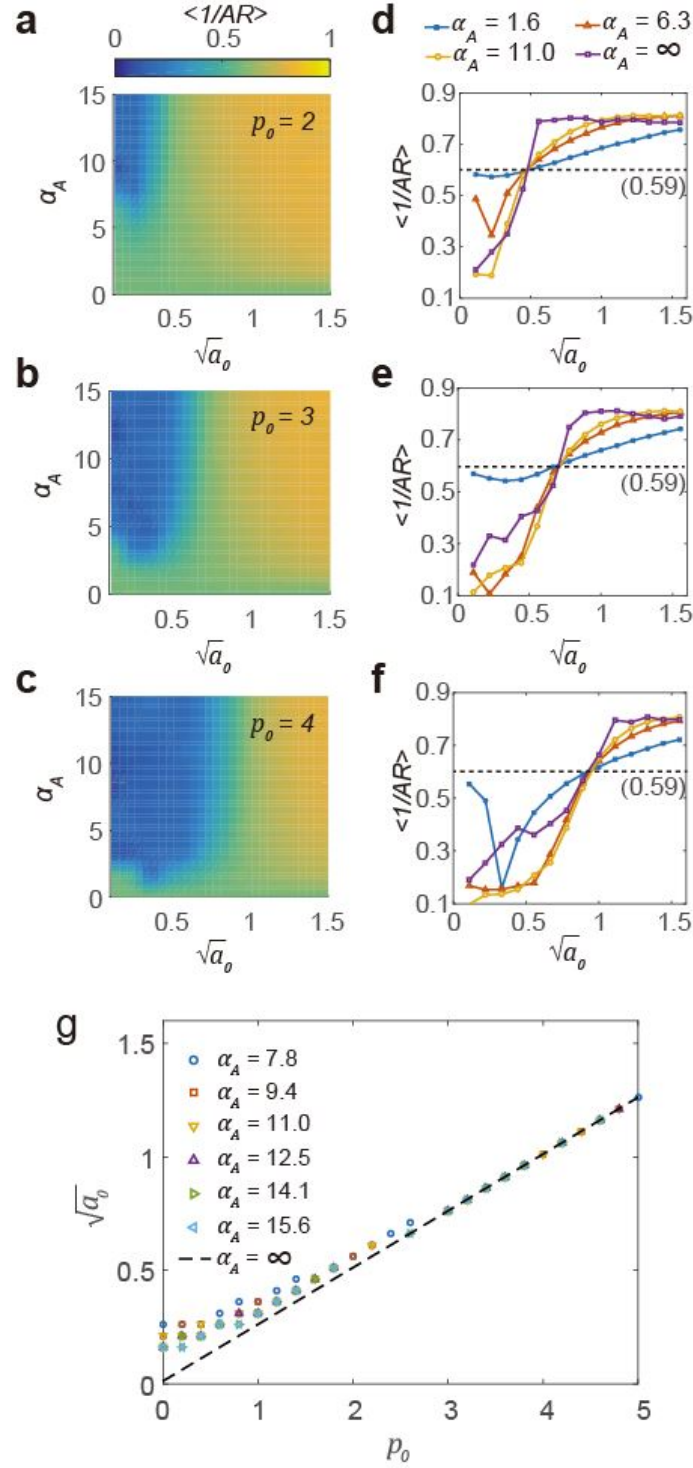 a
<1/AR>
0 0.5 1
15
10
5
0
α_A
p_0 = 2
0.5 1 1.5
√a_0
d
α_A = 1.6
α_A = 6.3
α_A = 11.0
α_A = ∞
0.9
0.7
0.5
0.3
0.1
<1/AR>
(0.59)
0 0.5 1 1.5
√a_0
b
15
10
5
0
α_A
p_0 = 3
0.5 1 1.5
√a_0
e
0.9
0.7
0.5
0.3
0.1
<1/AR>
(0.59)
0 0.5 1 1.5
√a_0
c
15
10
5
0
α_A
p_0 = 4
0.5 1 1.5
√a_0
f
0.9
0.7
0.5
0.3
0.1
<1/AR>
(0.59)
0 0.5 1 1.5
√a_0
g
1.5
1
0.5
0
√a_0
α_A = 7.8
α_A = 9.4
α_A = 11.0
α_A = 12.5
α_A = 14.1
α_A = 15.6
α_A = ∞
0 1 2 3 4 5
p_0